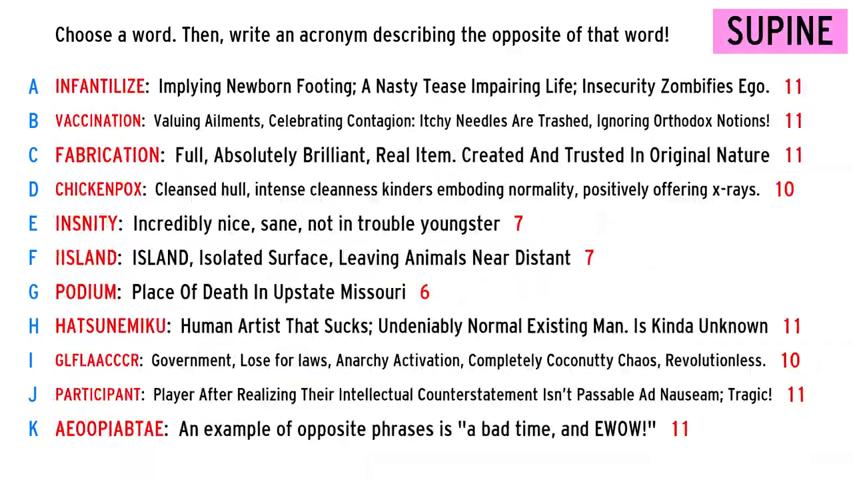 Choose a word. Then, write an acronym describing the opposite of that word!
SUPINE
A INFANTILIZE: Implying Newborn Footing; A Nasty Tease Impairing Life; Insecurity Zombifies Ego. 11
B VACCINATION: Valuing Ailments, Celebrating Contagion: Itchy Needles Are Trashed, Ignoring Orthodox Notions! 11
C FABRICATION: Full, Absolutely Brilliant, Real Item. Created And Trusted In Original Nature 11
D CHICKENPOX: Cleansed hull, intense cleanness kinders emboding normality, positively offering x-rays. 10
E INSNITY: Incredibly nice, sane, not in trouble youngster 7
F IISLAND: ISLAND, Isolated Surface, Leaving Animals Near Distant 7
G PODIUM: Place Of Death In Upstate Missouri 6
H HATSUNEMIKU: Human Artist That Sucks; Undeniably Normal Existing Man. Is Kinda Unknown 11
I GLFLAACCCR: Government, Lose for laws, Anarchy Activation, Completely Coconutty Chaos, Revolutionless. 10
J PARTICIPANT: Player After Realizing Their Intellectual Counterstatement Isn't Passable Ad Nauseam; Tragic! 11
K AEOOPIABTAE: An example of opposite phrases is "a bad time, and EWOW!" 11